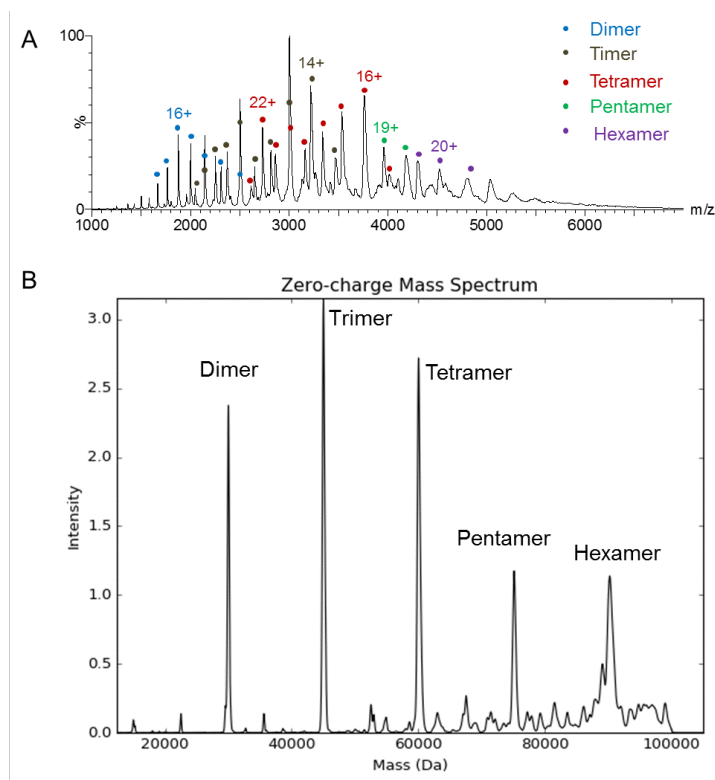 A
100
%
0
1000
2000
3000
4000
5000
6000
m/z
16+
22+
14+
16+
19+
20+
Dimer
Timer
Tetramer
Pentamer
Hexamer
B
Zero-charge Mass Spectrum
3.0
2.5
2.0
1.5
1.0
0.5
0.0
Intensity
Dimer
Trimer
Tetramer
Pentamer
Hexamer
20000
40000
60000
80000
100000
Mass (Da)